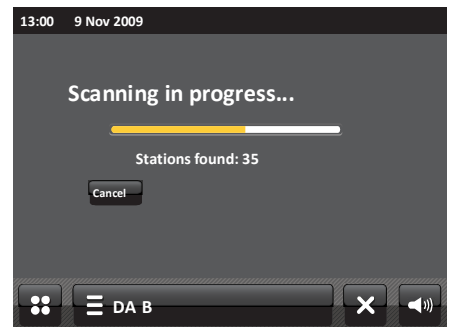 13:00 9 Nov 2009
Scanning in progress...
Stations found: 35
Cancel
DA B